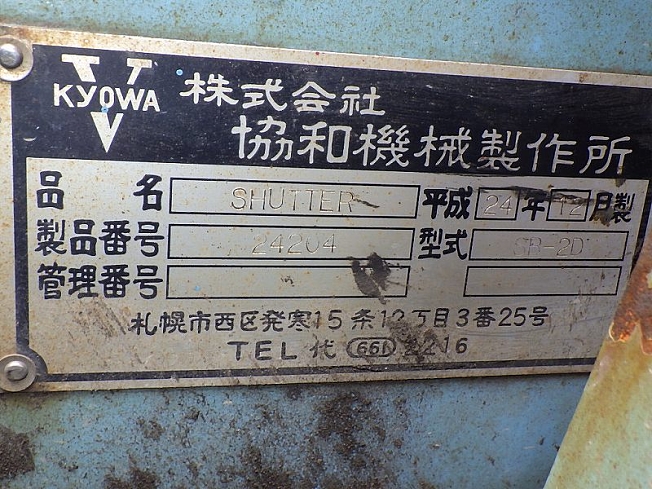 KYOWA 株式会社
協和機械製作所
品 名 SHUTTER 平成 24 年 12 月製
製品番号 24204 型式 SR-2D
管理番号
札幌市西区発寒15条12丁目3番25号
TEL 代 661 2216